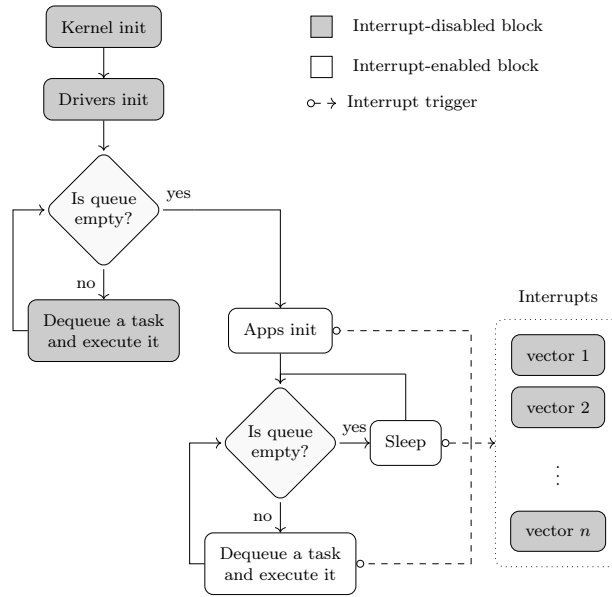 Kernel init
Interrupt-disabled block
Interrupt-enabled block
Drivers init
Interrupt trigger
Is queue
empty?
yes
no
Dequeue a task
and execute it
Apps init
Interrupts
vector 1
vector 2
⋮
vector n
Is queue
empty?
yes
Sleep
no
Dequeue a task
and execute it